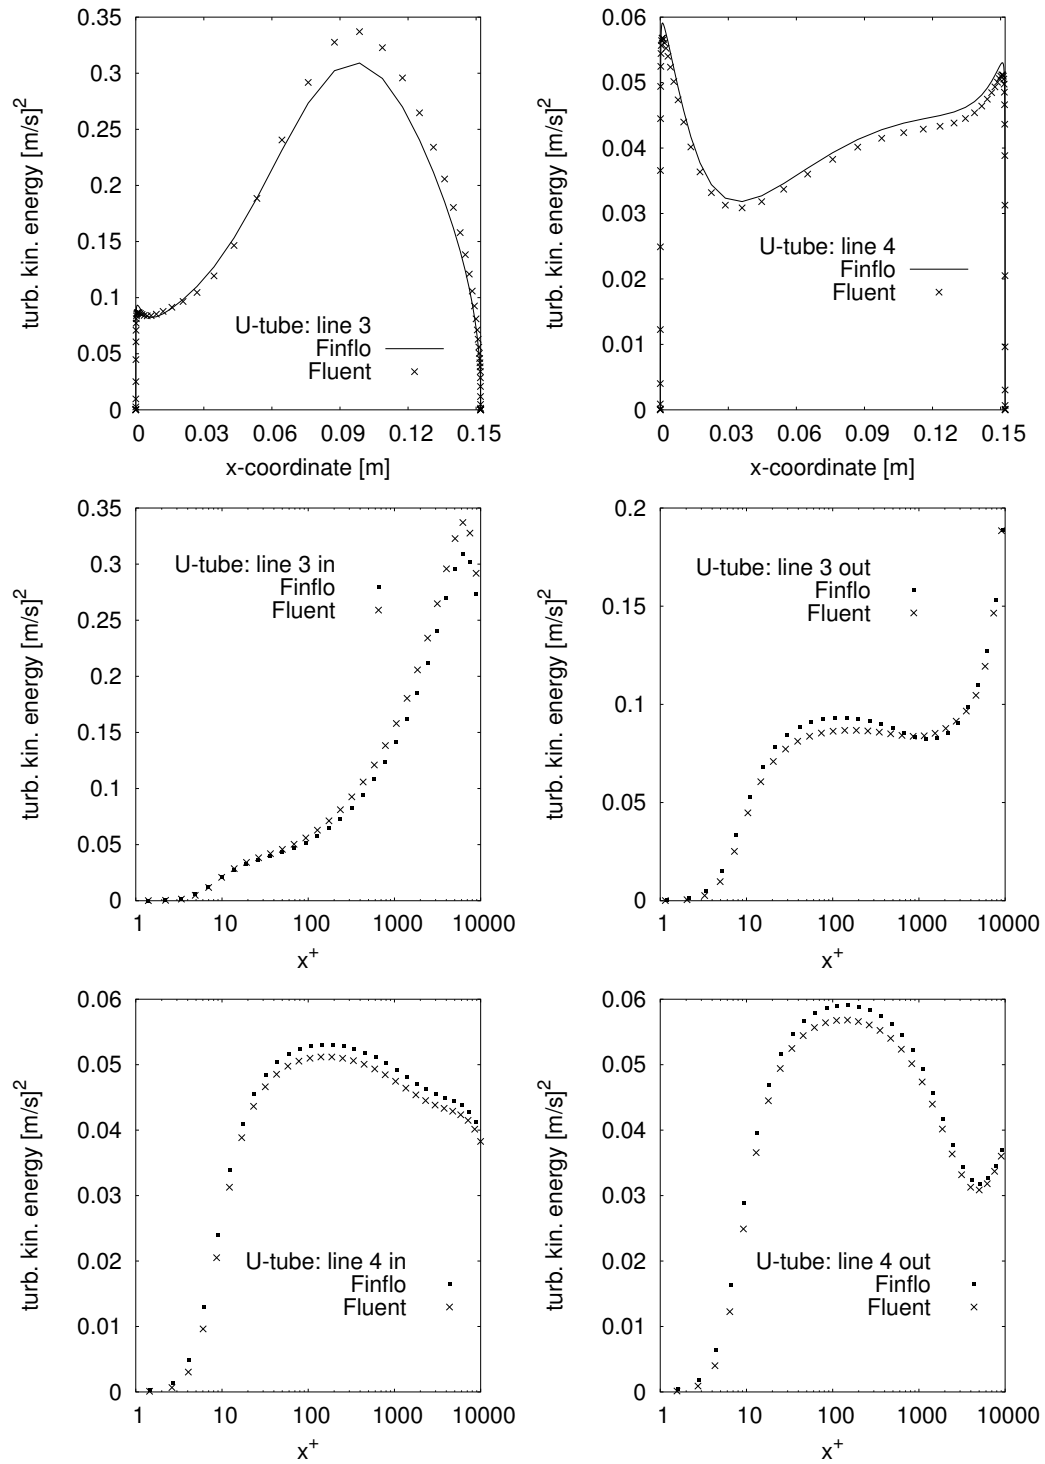 turb. kin. energy [m/s]2
0.35
0.3
0.25
0.2
0.15
0.1
0.05
0
U-tube: line 3
Finflo
Fluent
0 0.03 0.06 0.09 0.12 0.15
x-coordinate [m]
turb. kin. energy [m/s]2
0.06
0.05
0.04
0.03
0.02
0.01
0
U-tube: line 4
Finflo
Fluent
0 0.03 0.06 0.09 0.12 0.15
x-coordinate [m]
turb. kin. energy [m/s]2
0.35
0.3
0.25
0.2
0.15
0.1
0.05
0
U-tube: line 3 in
Finflo
Fluent
1 10 100 1000 10000
x+
turb. kin. energy [m/s]2
0.2
0.15
0.1
0.05
0
U-tube: line 3 out
Finflo
Fluent
1 10 100 1000 10000
x+
turb. kin. energy [m/s]2
0.06
0.05
0.04
0.03
0.02
0.01
0
U-tube: line 4 in
Finflo
Fluent
1 10 100 1000 10000
x+
turb. kin. energy [m/s]2
0.06
0.05
0.04
0.03
0.02
0.01
0
U-tube: line 4 out
Finflo
Fluent
1 10 100 1000 10000
x+